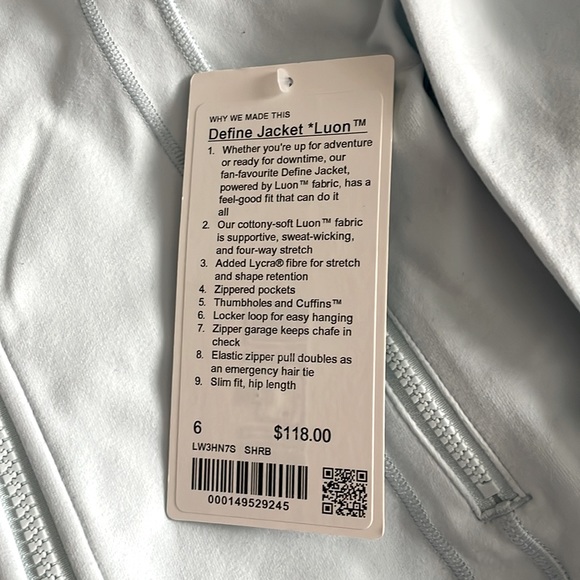 WHY WE MADE THIS
Define Jacket *Luon™
1. Whether you're up for adventure
or ready for downtime, our
fan-favourite Define Jacket,
powered by Luon™ fabric, has a
feel-good fit that can do it
all
2. Our cottony-soft Luon™ fabric
is supportive, sweat-wicking,
and four-way stretch
3. Added Lycra® fibre for stretch
and shape retention
4. Zippered pockets
5. Thumbholes and Cuffins™
6. Locker loop for easy hanging
7. Zipper garage keeps chafe in
check
8. Elastic zipper pull doubles as
an emergency hair tie
9. Slim fit, hip length
6 $118.00
LW3HN7S SHRB
000149529245